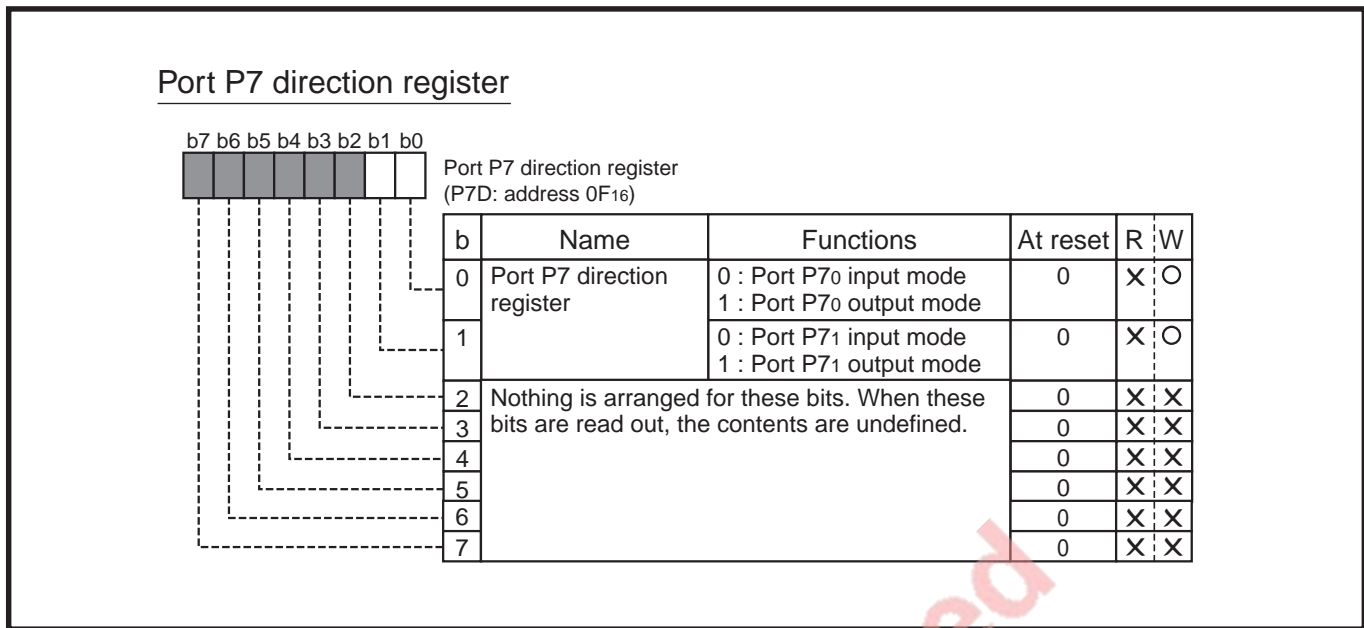 Port P7 direction register
b7 b6 b5 b4 b3 b2 b1 b0
Port P7 direction register
(P7D: address 0F16)
b Name Functions At reset R W
0 Port P7 direction register 0 : Port P70 input mode 0 X O
1 : Port P70 output mode
1 0 : Port P71 input mode 0 X O
1 : Port P71 output mode
2 Nothing is arranged for these bits. When these 0 X X
3 bits are read out, the contents are undefined. 0 X X
4 0 X X
5 0 X X
6 0 X X
7 0 X X